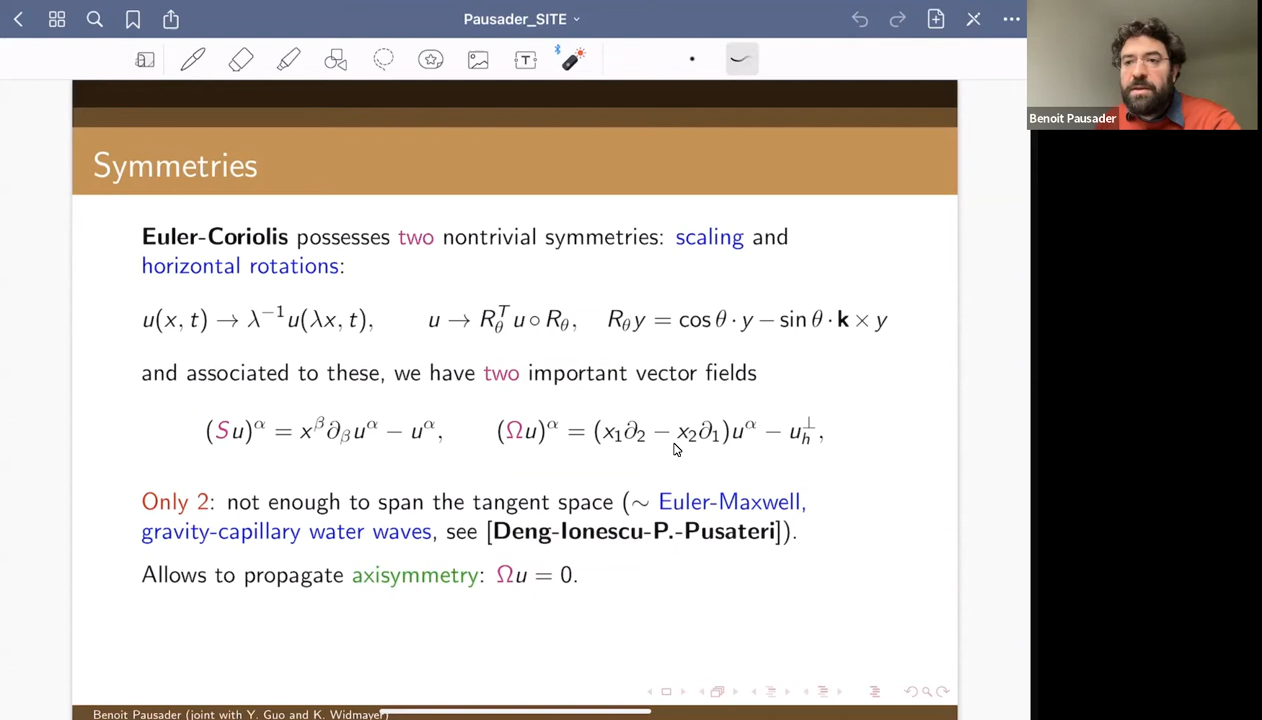 Pausader_SITE
Benoit Pausader
Symmetries
Euler-Coriolis possesses two nontrivial symmetries: scaling and
horizontal rotations:
u(x, t) → λ⁻¹u(λx, t), u → R_θ^T u ∘ R_θ, R_θ y = cos θ · y − sin θ · k × y
and associated to these, we have two important vector fields
(Su)^α = x^β ∂_β u^α − u^α, (Ωu)^α = (x₁∂₂ − x₂∂₁)u^α − u_h^⊥,
Only 2: not enough to span the tangent space (∼ Euler-Maxwell,
gravity-capillary water waves, see [Deng-Ionescu-P.-Pusateri]).
Allows to propagate axisymmetry: Ωu = 0.
Benoit Pausader (joint with Y. Guo and K. Widmayer)